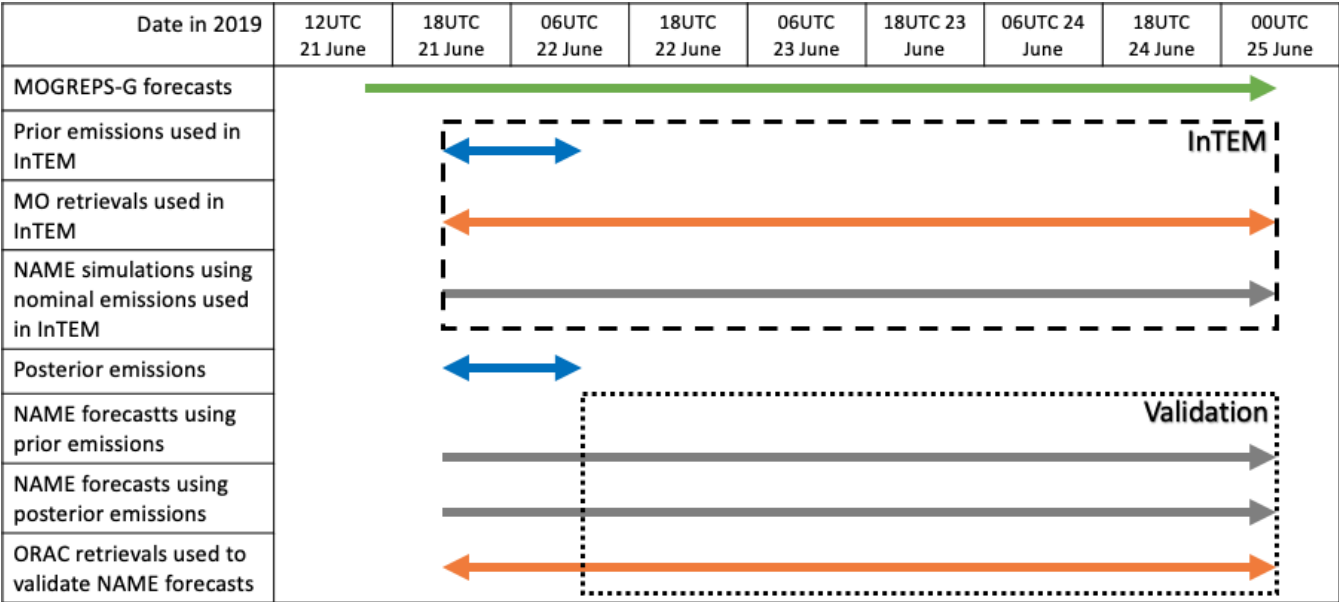 Date in 2019
12UTC
21 June
18UTC
21 June
06UTC
22 June
18UTC
22 June
06UTC
23 June
18UTC 23
June
06UTC 24
June
18UTC
24 June
00UTC
25 June
MOGREPS-G forecasts
Prior emissions used in
InTEM
InTEM
MO retrievals used in
InTEM
NAME simulations using
nominal emissions used
in InTEM
Posterior emissions
NAME forecastts using
prior emissions
Validation
NAME forecasts using
posterior emissions
ORAC retrievals used to
validate NAME forecasts